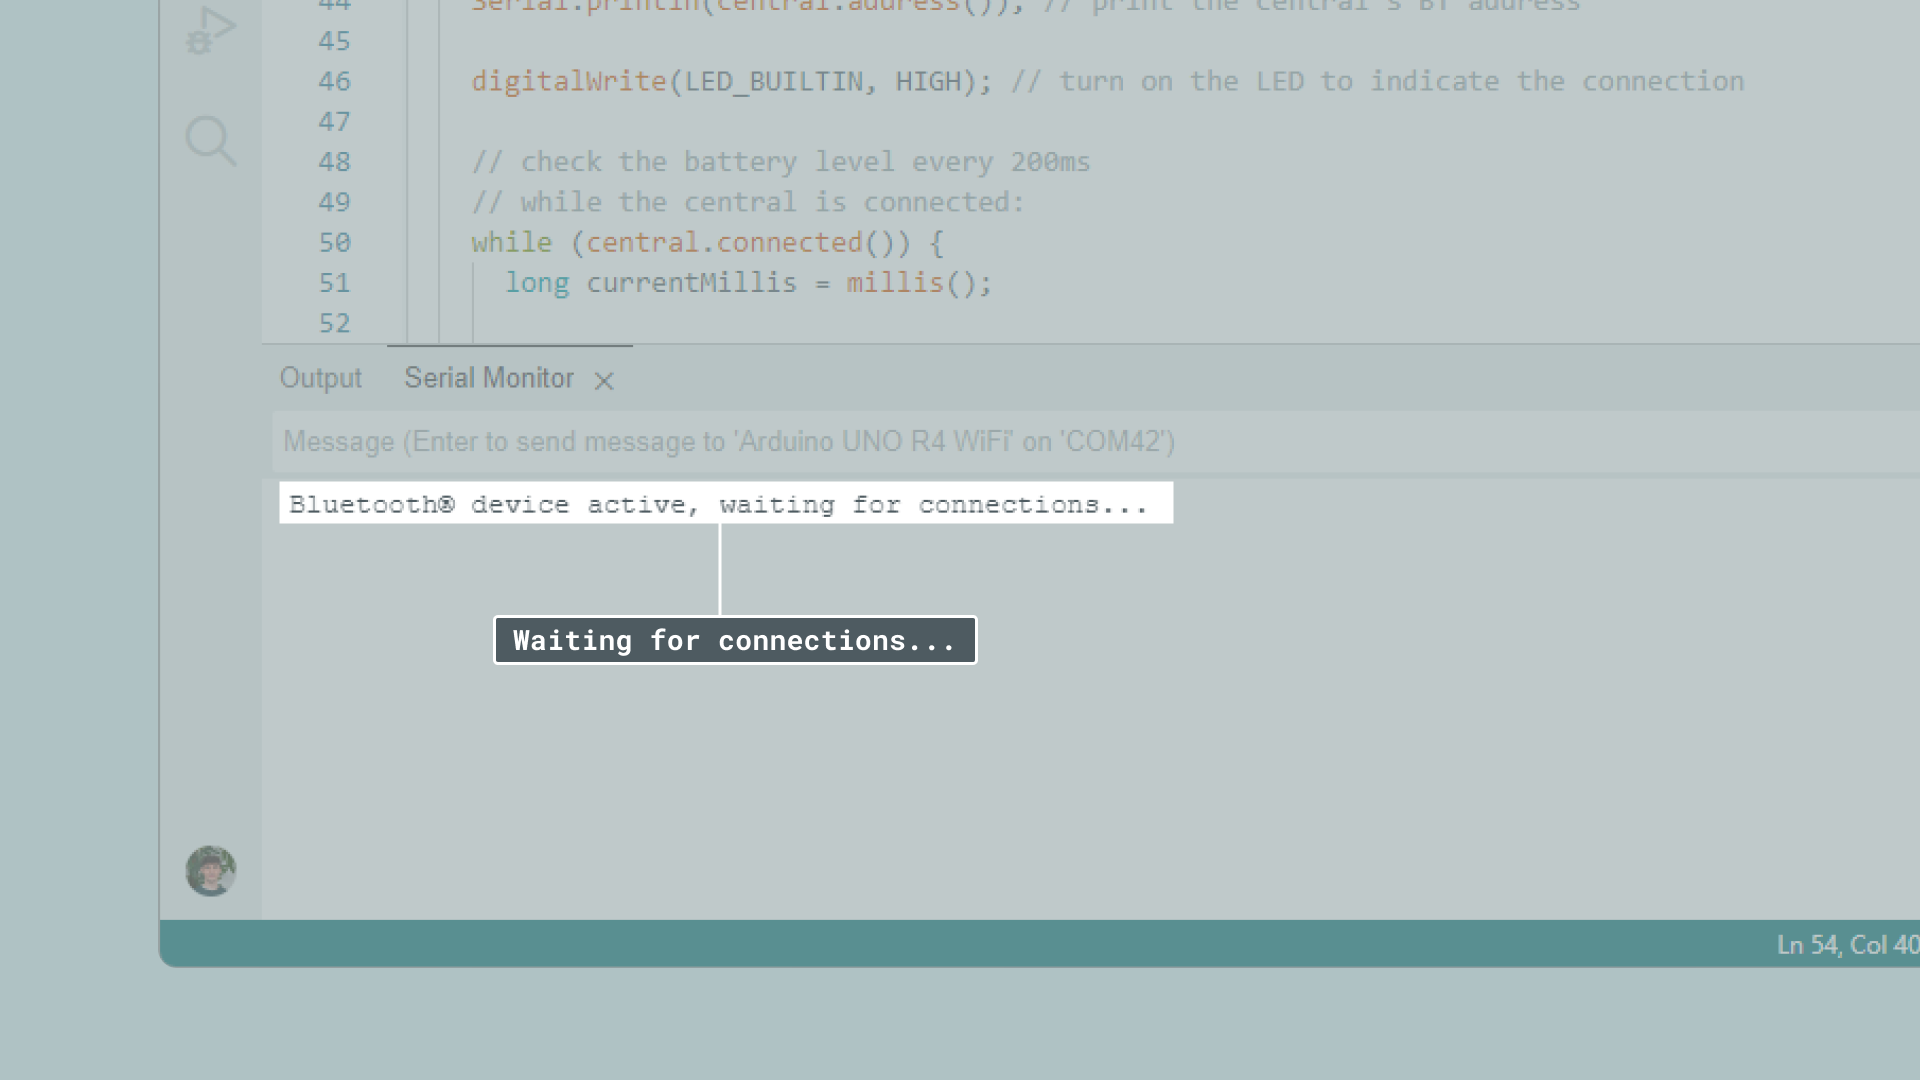 44 Serial.println(central.address()); // print the central's BT address
45
46 digitalWrite(LED_BUILTIN, HIGH); // turn on the LED to indicate the connection
47
48 // check the battery level every 200ms
49 // while the central is connected:
50 while (central.connected()) {
51 long currentMillis = millis();
52
Output Serial Monitor
Message (Enter to send message to 'Arduino UNO R4 WiFi' on 'COM42')
Bluetooth® device active, waiting for connections...
Waiting for connections...
Ln 54, Col 40